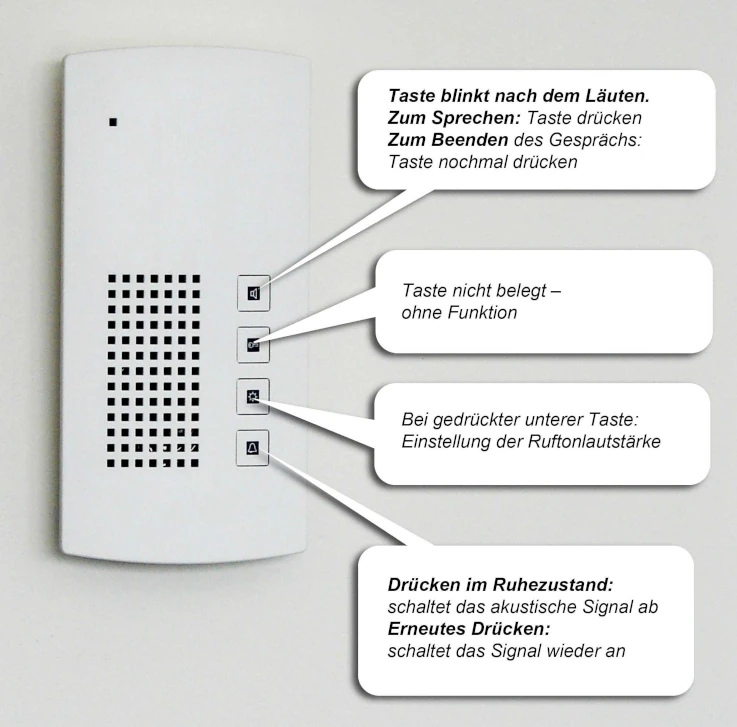 Taste blinkt nach dem Läuten.
Zum Sprechen: Taste drücken
Zum Beenden des Gesprächs:
Taste nochmal drücken
Taste nicht belegt –
ohne Funktion
Bei gedrückter unterer Taste:
Einstellung der Ruftonlautstärke
Drücken im Ruhezustand:
schaltet das akustische Signal ab
Erneutes Drücken:
schaltet das Signal wieder an